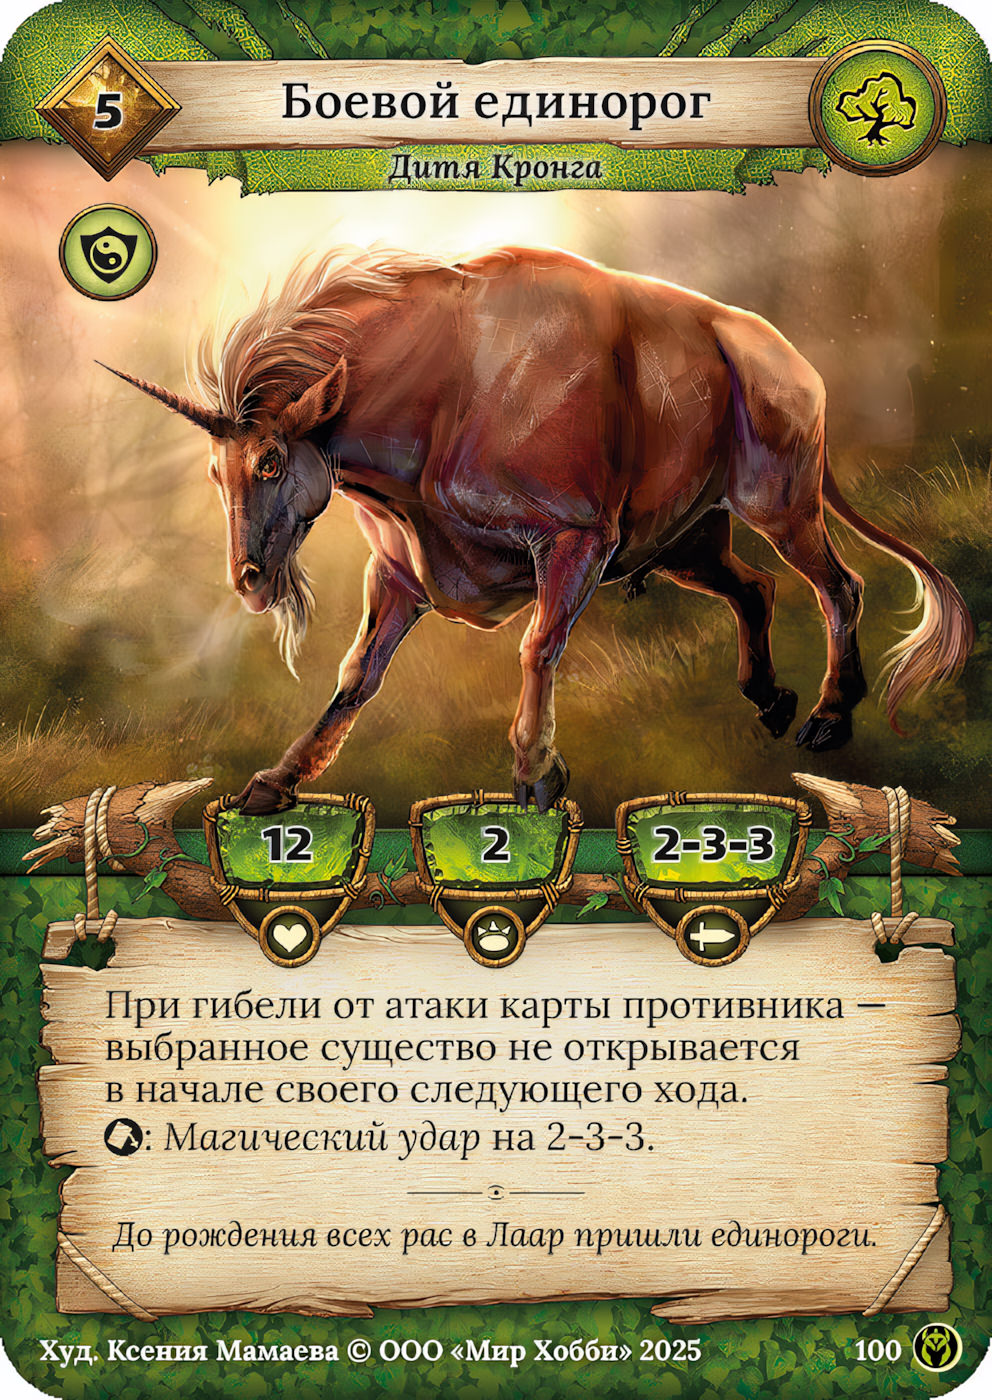 5
Боевой единорог
Дитя Кронга
12
2
2-3-3
При гибели от атаки карты противника —
выбранное существо не открывается
в начале своего следующего хода.
: Магический удар на 2-3-3.
До рождения всех рас в Лаар пришли единороги.
Худ. Ксения Мамаева © ООО «Мир Хобби» 2025
100